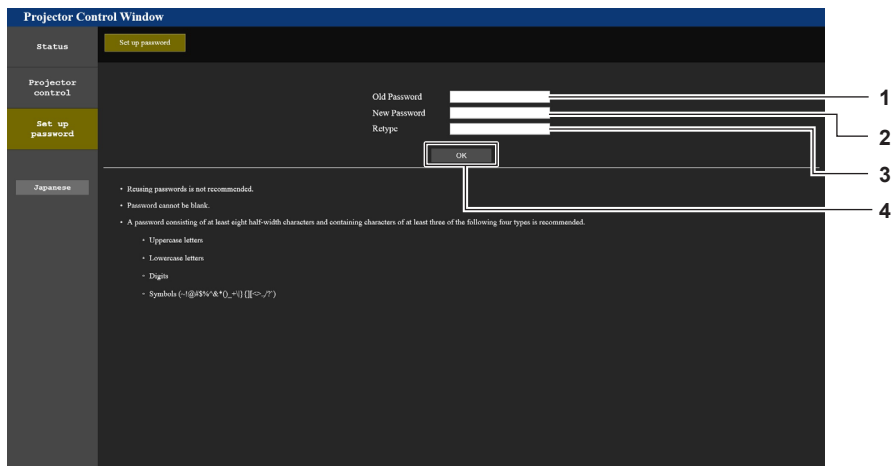 Projector Control Window
Status
Set up password
Projector
control
Set up
password
Japanese
Old Password
New Password
Retype
OK
1
2
3
4
• Reusing passwords is not recommended.
• Password cannot be blank.
• A password consisting of at least eight half-width characters and containing characters of at least three of the following four types is recommended.
• Uppercase letters
• Lowercase letters
• Digits
• Symbols (~!@#$%^&*()_+\|}{][<>.,/?')